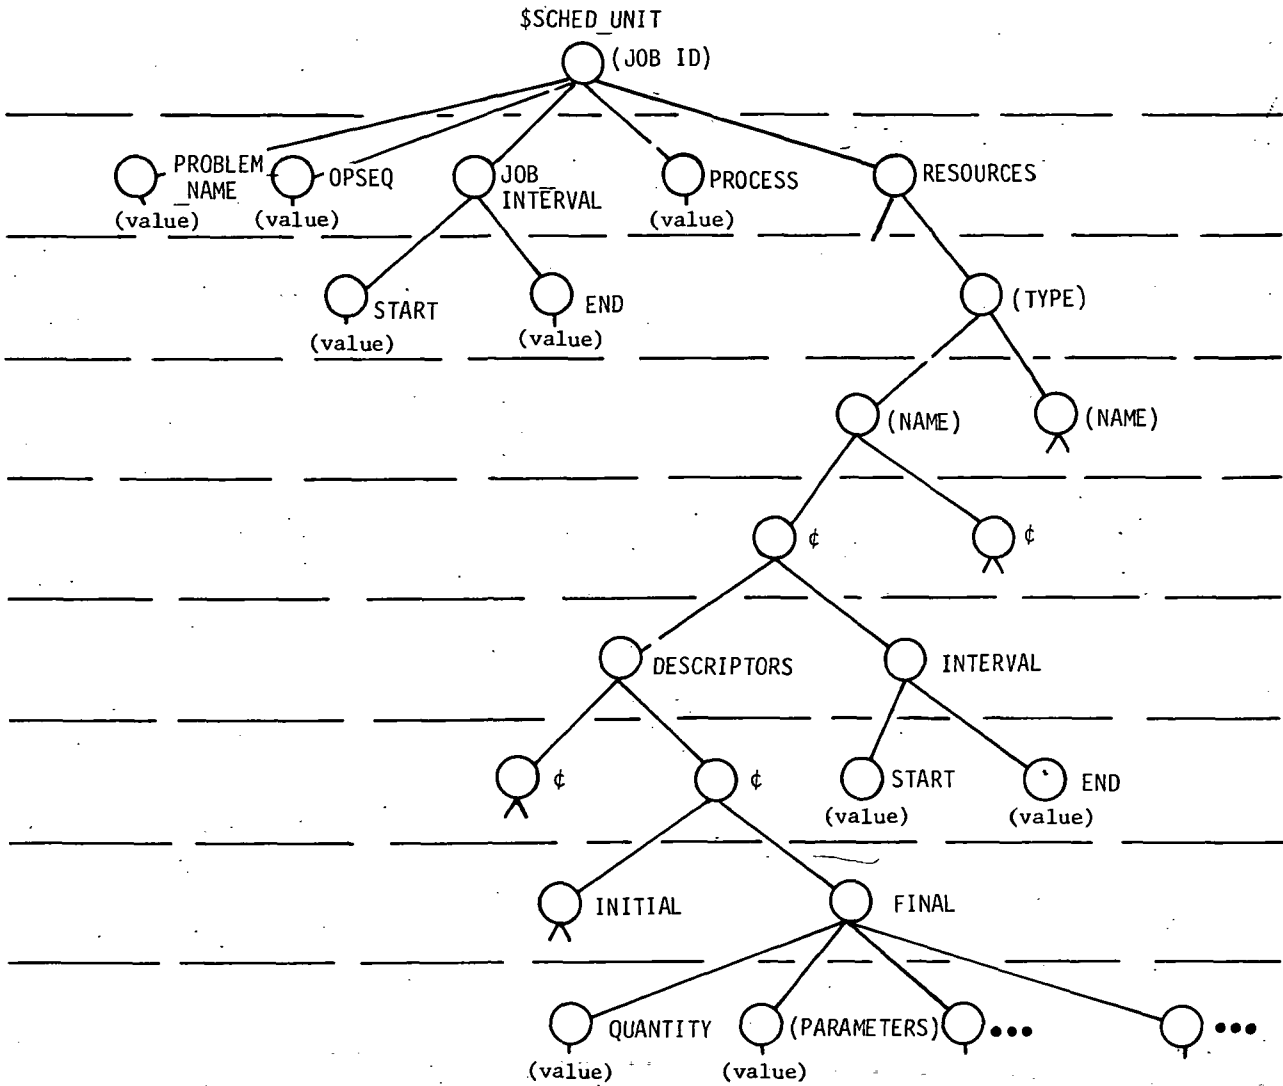 $SCHED_UNIT
(JOB ID)
PROBLEM
_NAME
OPSEQ
JOB_
INTERVAL
PROCESS
RESOURCES
(value)
(value)
(value)
START
END
(TYPE)
(value)
(value)
(NAME)
(NAME)
¢
¢
DESCRIPTORS
INTERVAL
¢
¢
START
END
(value)
(value)
INITIAL
FINAL
QUANTITY
(PARAMETERS)
•••
•••
(value)
(value)